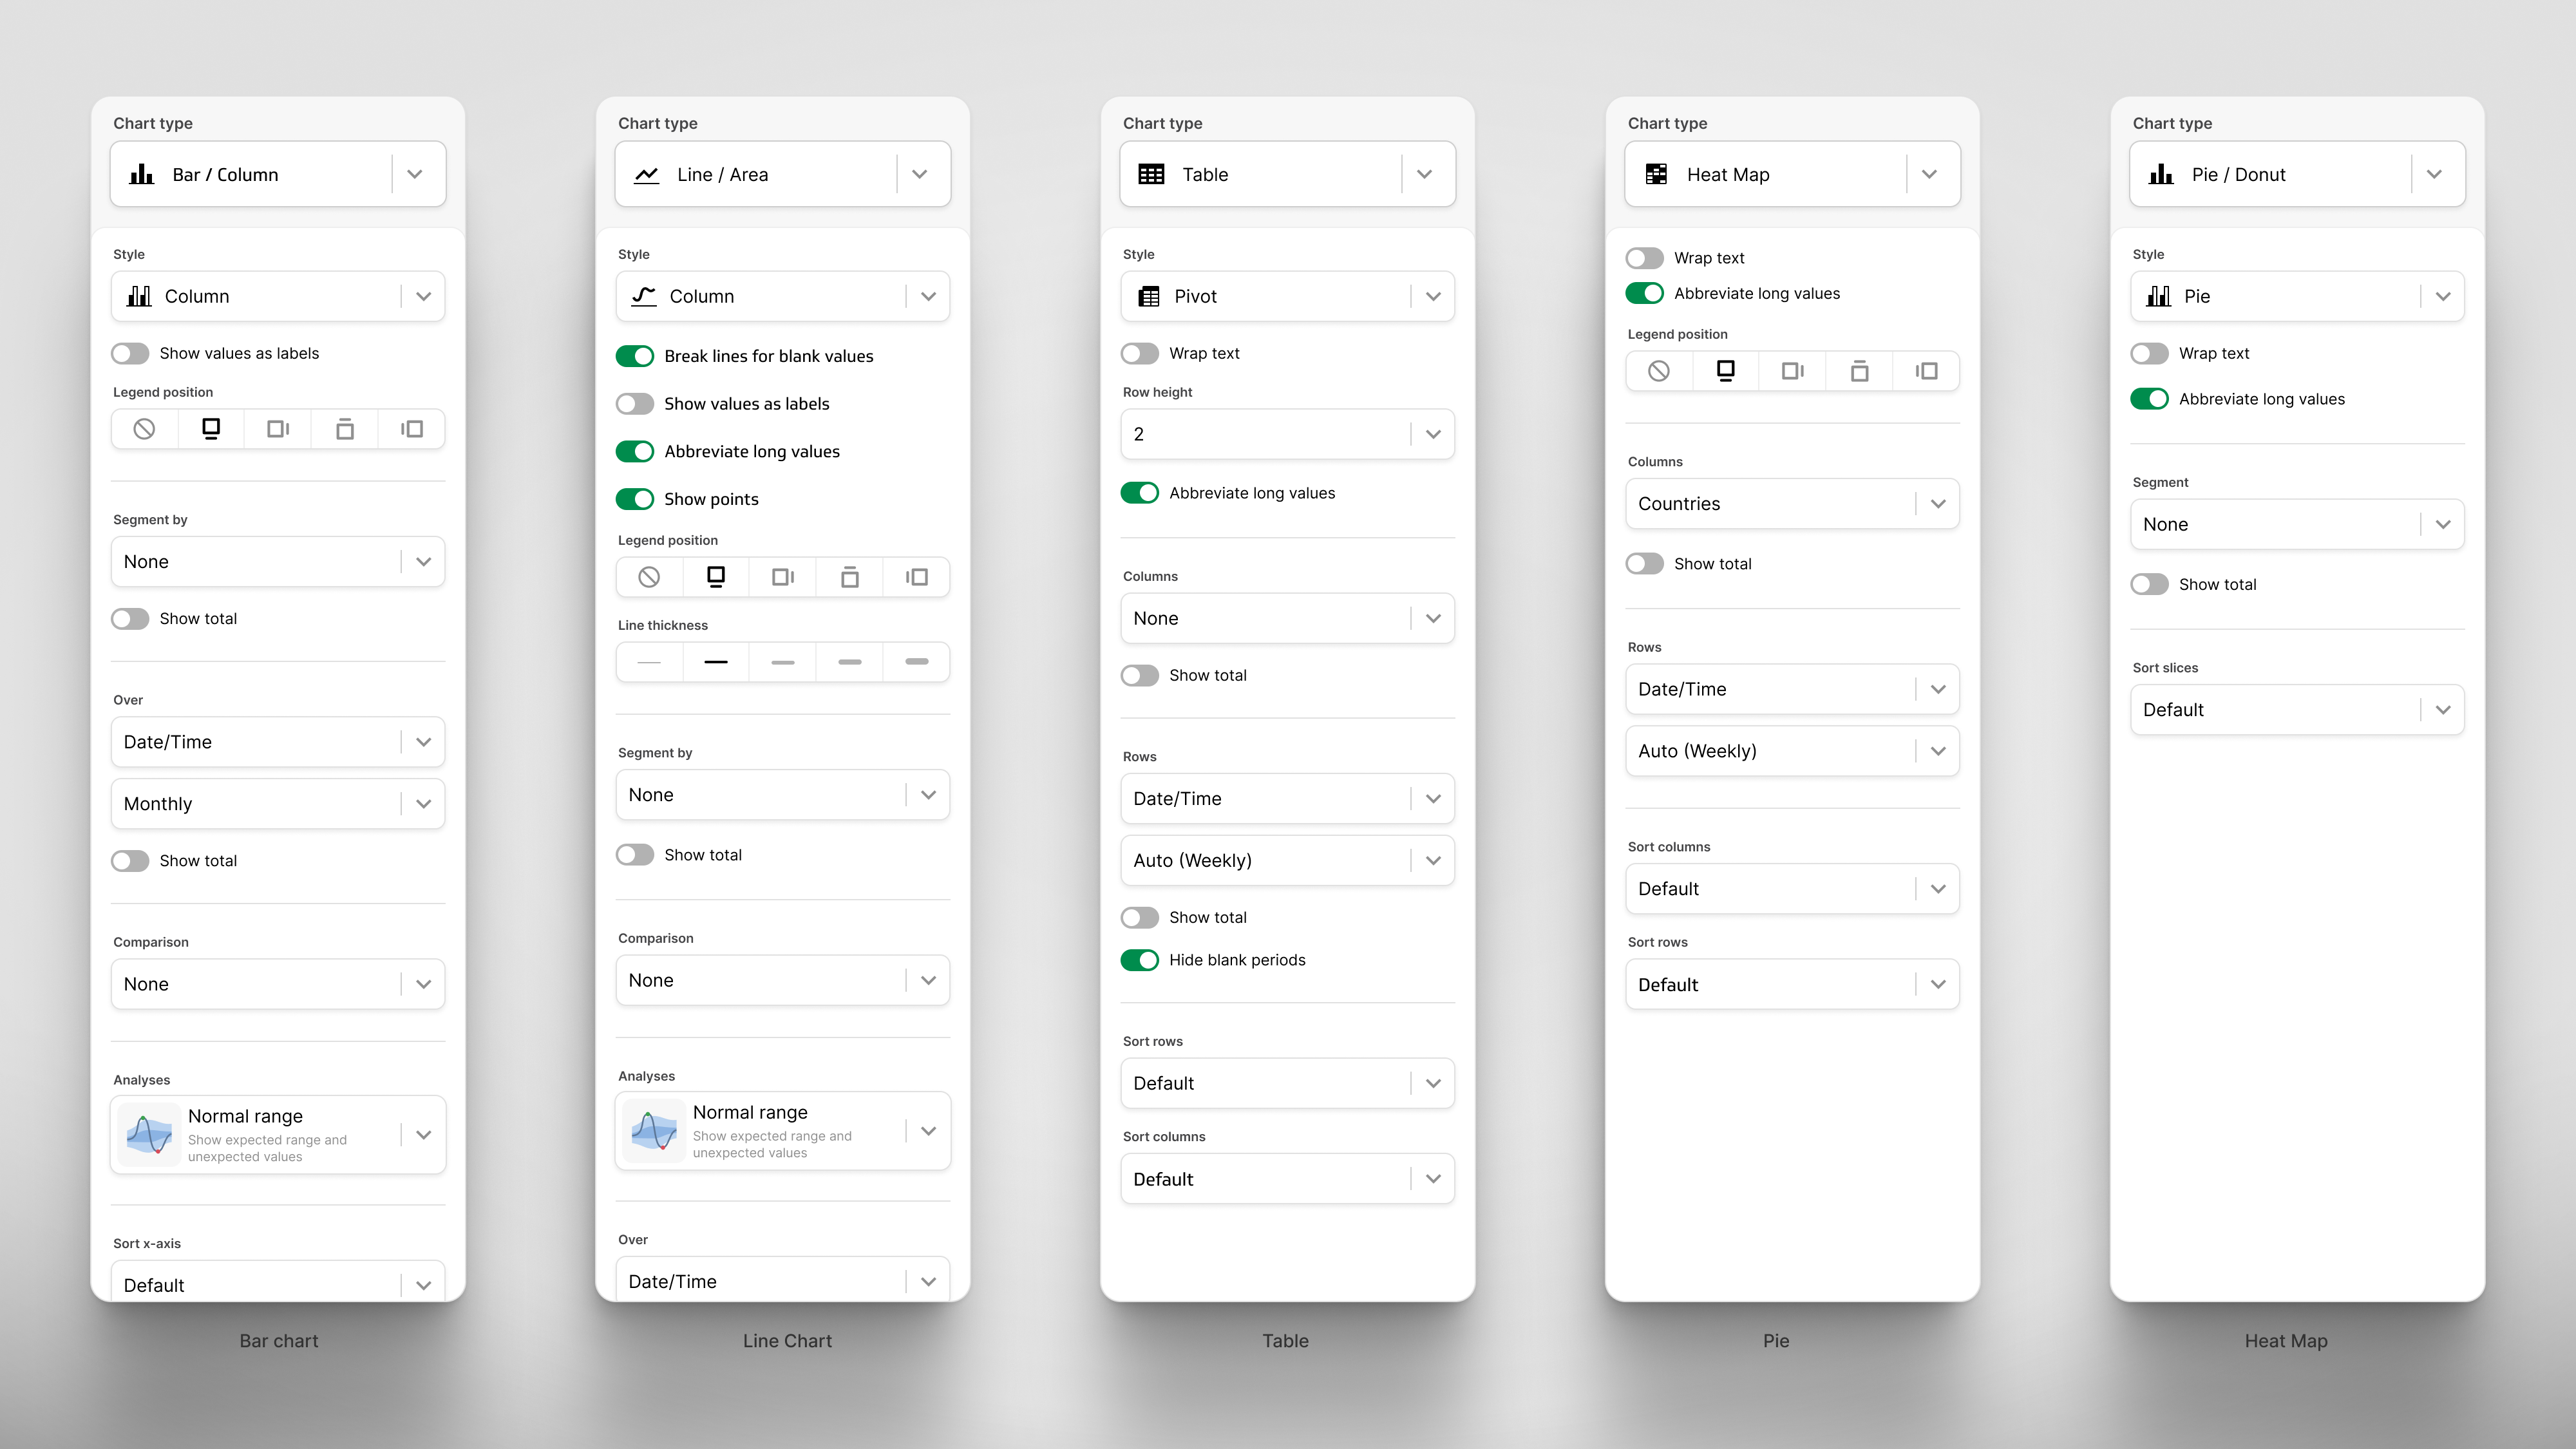 Chart type
Bar / Column
Style
Column
Show values as labels
Legend position
Segment by
None
Show total
Over
Date/Time
Monthly
Show total
Comparison
None
Analyses
Normal range
Show expected range and
unexpected values
Sort x-axis
Default
Bar chart
Chart type
Line / Area
Style
Column
Break lines for blank values
Show values as labels
Abbreviate long values
Show points
Legend position
Line thickness
Segment by
None
Show total
Comparison
None
Analyses
Normal range
Show expected range and
unexpected values
Over
Date/Time
Line Chart
Chart type
Table
Style
Pivot
Wrap text
Row height
2
Abbreviate long values
Columns
None
Show total
Rows
Date/Time
Auto (Weekly)
Show total
Hide blank periods
Sort rows
Default
Sort columns
Default
Table
Chart type
Heat Map
Wrap text
Abbreviate long values
Legend position
Columns
Countries
Show total
Rows
Date/Time
Auto (Weekly)
Sort columns
Default
Sort rows
Default
Pie
Chart type
Pie / Donut
Style
Pie
Wrap text
Abbreviate long values
Segment
None
Show total
Sort slices
Default
Heat Map